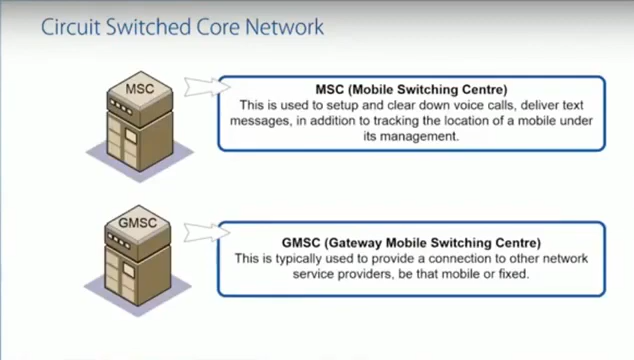 Circuit Switched Core Network
MSC
MSC (Mobile Switching Centre)
This is used to setup and clear down voice calls, deliver text
messages, in addition to tracking the location of a mobile under
its management.
GMSC
GMSC (Gateway Mobile Switching Centre)
This is typically used to provide a connection to other network
service providers, be that mobile or fixed.